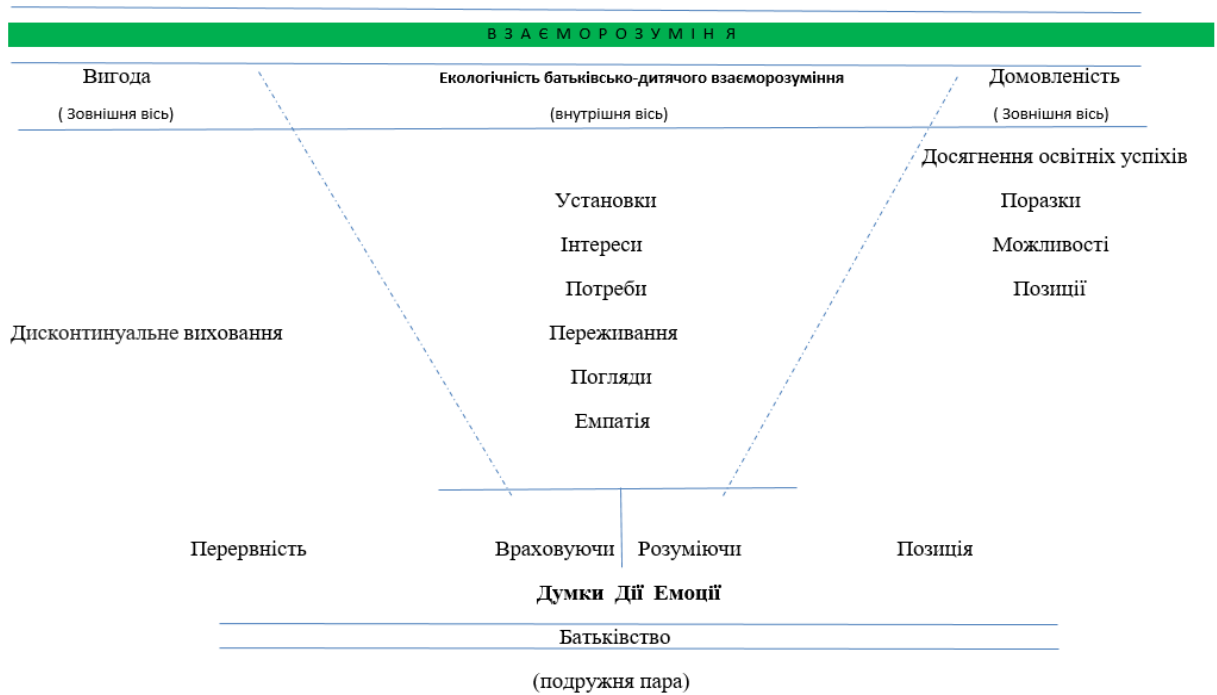 ВЗАЄМОРОЗУМІНЯ
Вигода Екологічність батьківсько-дитячого взаєморозуміння Домовленість
( Зовнішня вісь) (внутрішня вісь) ( Зовнішня вісь)
Досягнення освітніх успіхів
Установки Поразки
Інтереси Можливості
Потреби Позиції
Дисконтинуальне виховання Переживання
Погляди
Емпатія
Перервність Враховуючи Розуміючи Позиція
Думки Дії Емоції
Батьківство
(подружня пара)